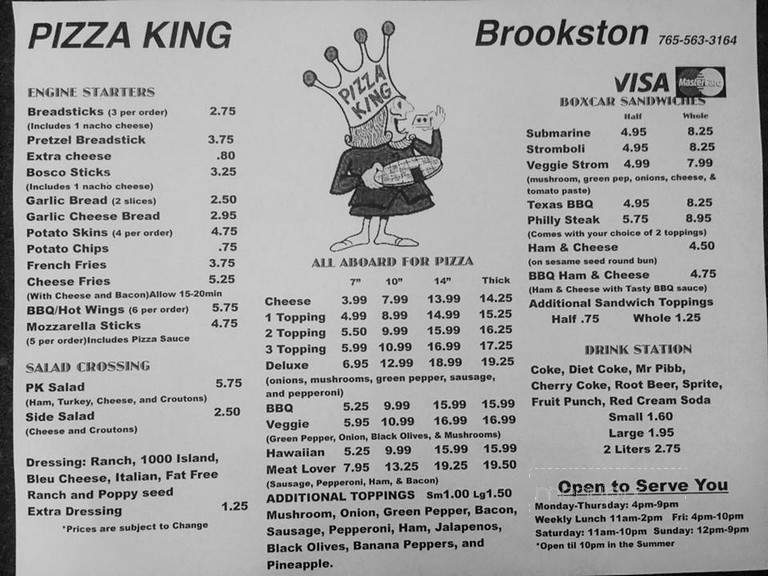 PIZZA KING
Brookston 765-563-3164
PIZZA
KING
ENGINE STARTERS
Breadsticks (3 per order) 2.75
(Includes 1 nacho cheese)
Pretzel Breadstick 3.75
Extra cheese .80
Bosco Sticks 3.25
(Includes 1 nacho cheese)
Garlic Bread (2 slices) 2.50
Garlic Cheese Bread 2.95
Potato Skins (4 per order) 4.75
Potato Chips .75
French Fries 3.75
Cheese Fries 5.25
(With Cheese and Bacon)Allow 15-20min
BBQ/Hot Wings (6 per order) 5.75
Mozzarella Sticks 4.75
(5 per order)Includes Pizza Sauce
SALAD CROSSING
PK Salad 5.75
(Ham, Turkey, Cheese, and Croutons)
Side Salad 2.50
(Cheese and Croutons)
Dressing: Ranch, 1000 Island,
Bleu Cheese, Italian, Fat Free
Ranch and Poppy seed
Extra Dressing 1.25
*Prices are subject to Change
ALL ABOARD FOR PIZZA
7" 10" 14" Thick
Cheese 3.99 7.99 13.99 14.25
1 Topping 4.99 8.99 14.99 15.25
2 Topping 5.50 9.99 15.99 16.25
3 Topping 5.99 10.99 16.99 17.25
Deluxe 6.95 12.99 18.99 19.25
(onions, mushrooms, green pepper, sausage,
and pepperoni)
BBQ 5.25 9.99 15.99 15.99
Veggie 5.95 10.99 16.99 16.99
(Green Pepper, Onion, Black Olives, & Mushrooms)
Hawaiian 5.25 9.99 15.99 15.99
Meat Lover 7.95 13.25 19.25 19.50
(Sausage, Pepperoni, Ham, & Bacon)
ADDITIONAL TOPPINGS Sm1.00 Lg1.50
Mushroom, Onion, Green Pepper, Bacon,
Sausage, Pepperoni, Ham, Jalapenos,
Black Olives, Banana Peppers, and
Pineapple.
VISA MasterCard
BOXCAR SANDWICHES
Half Whole
Submarine 4.95 8.25
Stromboli 4.95 8.25
Veggie Strom 4.99 7.99
(mushroom, green pep, onions, cheese, &
tomato paste)
Texas BBQ 4.95 8.25
Philly Steak 5.75 8.95
(Comes with your choice of 2 toppings)
Ham & Cheese 4.50
(on sesame seed round bun)
BBQ Ham & Cheese 4.75
(Ham & Cheese with Tasty BBQ sauce)
Additional Sandwich Toppings
Half .75 Whole 1.25
DRINK STATION
Coke, Diet Coke, Mr Pibb,
Cherry Coke, Root Beer, Sprite,
Fruit Punch, Red Cream Soda
Small 1.60
Large 1.95
2 Liters 2.75
Open to Serve You
Monday-Thursday: 4pm-9pm
Weekly Lunch 11am-2pm Fri: 4pm-10pm
Saturday: 11am-10pm Sunday: 12pm-9pm
*Open til 10pm in the Summer